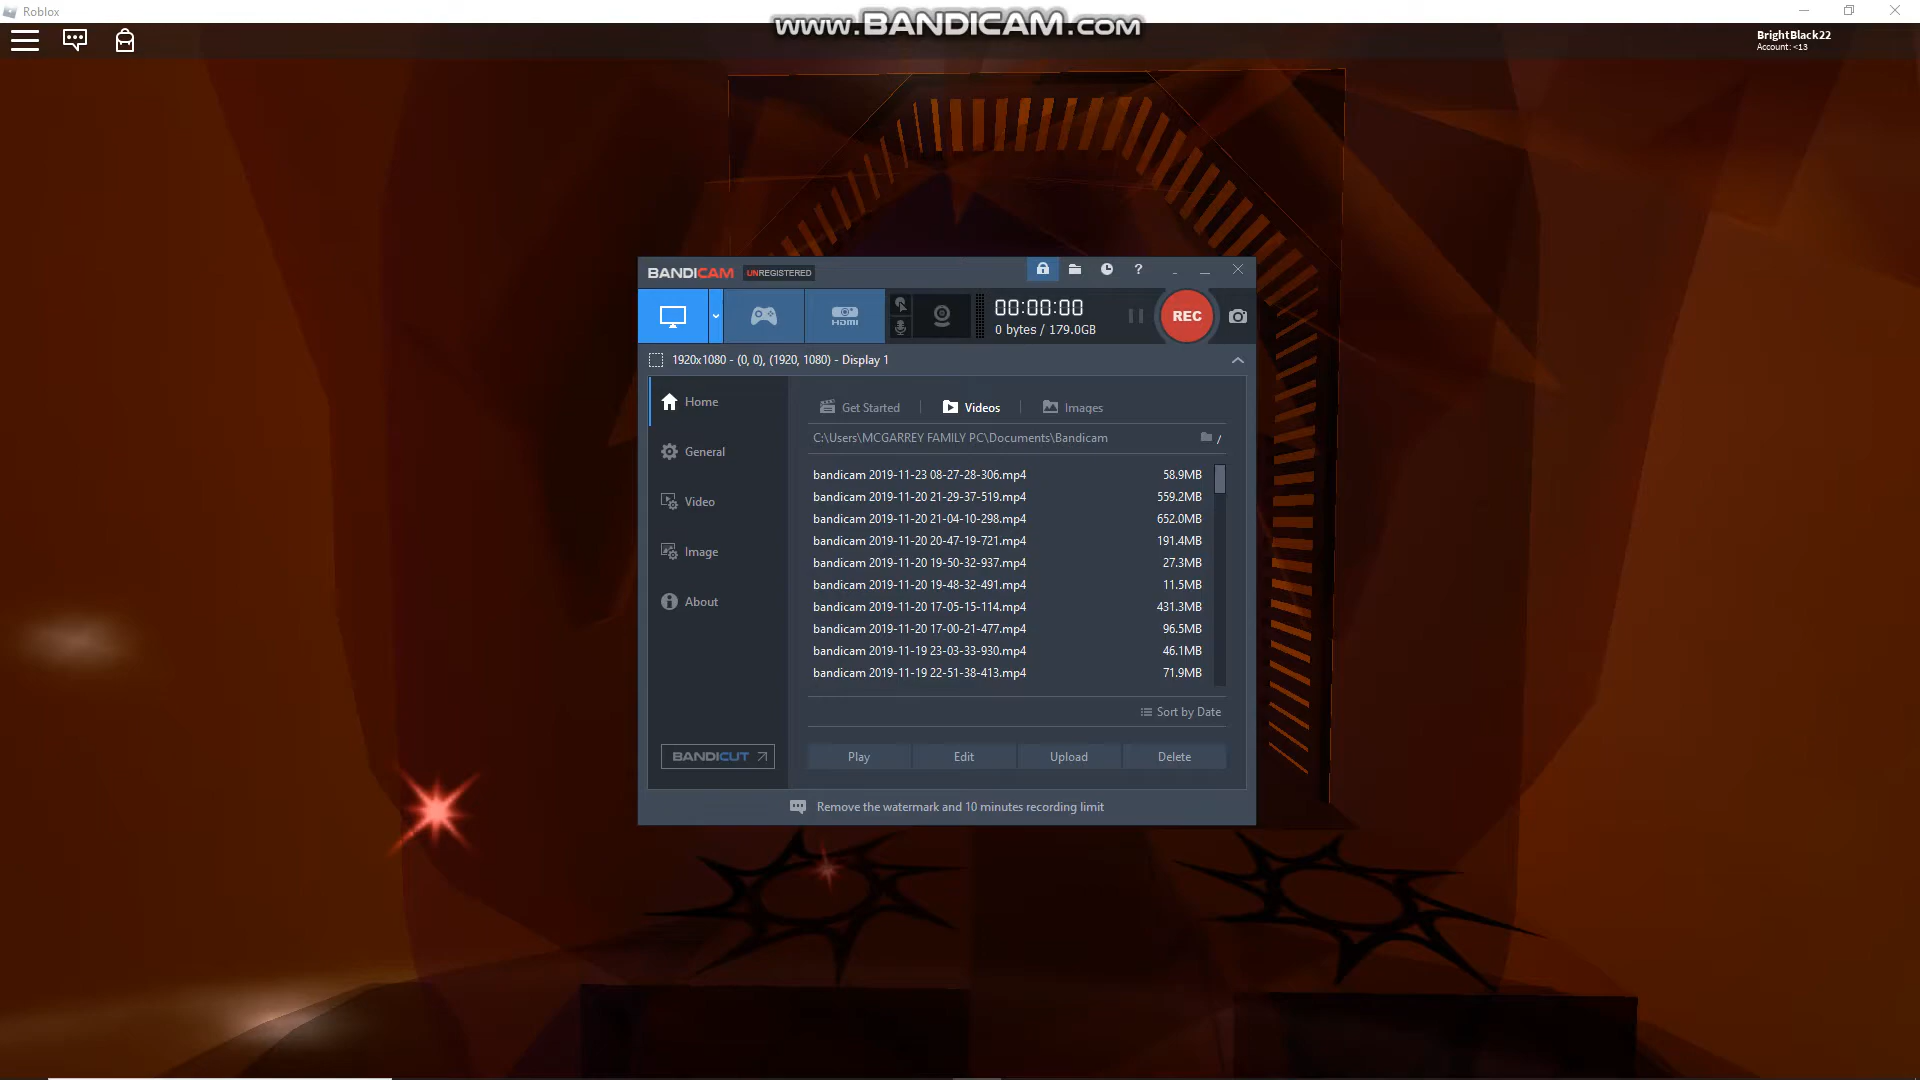 Roblox
www.BANDICAM.com
BrightBlack22
Account: <13
BANDICAM UNREGISTERED
?
HDMI
00:00:00
0 bytes / 179.0GB
REC
1920x1080 - (0, 0), (1920, 1080) - Display 1
Home
General
Video
Image
About
BANDICUT
Get Started
Videos
Images
C:\Users\MCGARREY FAMILY PC\Documents\Bandicam
/
bandicam 2019-11-23 08-27-28-306.mp4 58.9MB
bandicam 2019-11-20 21-29-37-519.mp4 559.2MB
bandicam 2019-11-20 21-04-10-298.mp4 652.0MB
bandicam 2019-11-20 20-47-19-721.mp4 191.4MB
bandicam 2019-11-20 19-50-32-937.mp4 27.3MB
bandicam 2019-11-20 19-48-32-491.mp4 11.5MB
bandicam 2019-11-20 17-05-15-114.mp4 431.3MB
bandicam 2019-11-20 17-00-21-477.mp4 96.5MB
bandicam 2019-11-19 23-03-33-930.mp4 46.1MB
bandicam 2019-11-19 22-51-38-413.mp4 71.9MB
Sort by Date
Play Edit Upload Delete
Remove the watermark and 10 minutes recording limit